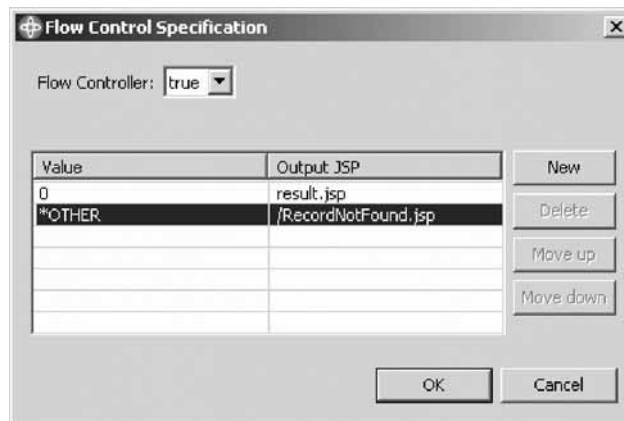 Flow Control Specification
Flow Controller: true
Value Output JSP
0 result.jsp
*OTHER /RecordNotFound.jsp
New
Delete
Move up
Move down
OK Cancel